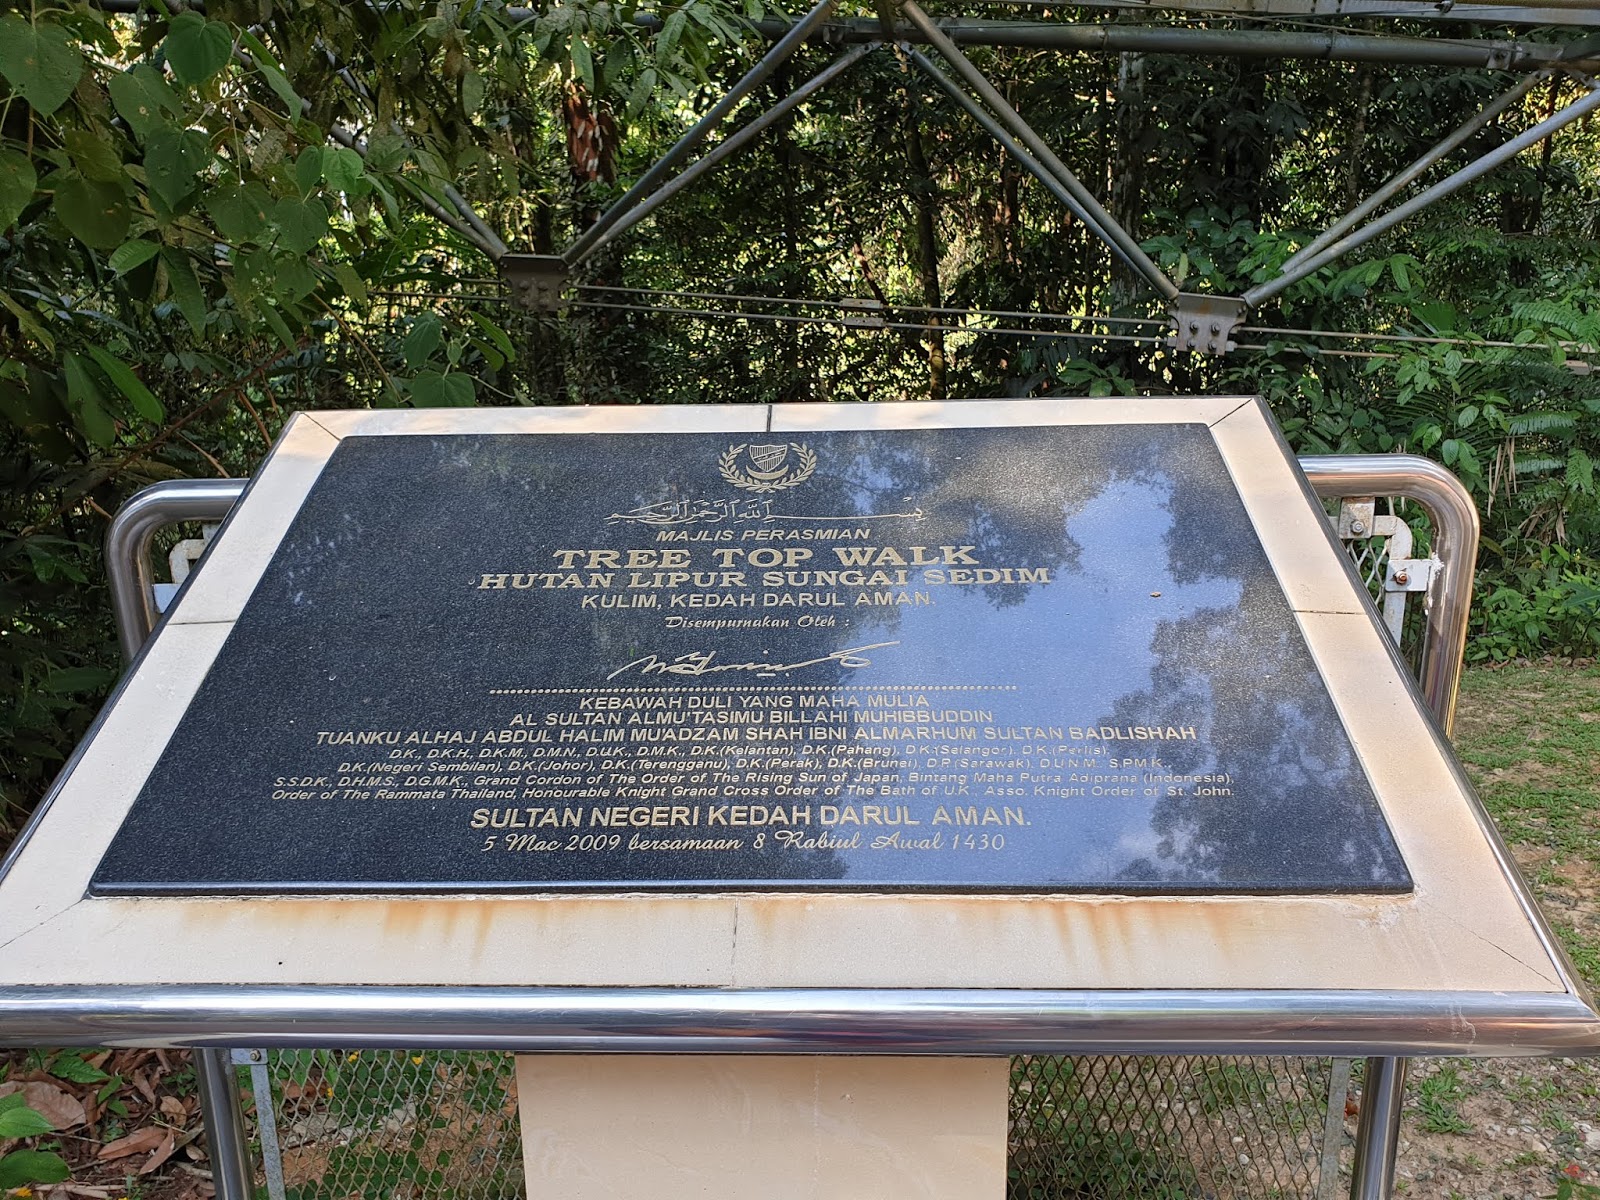 بسم الله الرحمن الرحيم
MAJLIS PERASMIAN
TREE TOP WALK
HUTAN LIPUR SUNGAI SEDIM
KULIM, KEDAH DARUL AMAN.
Disempurnakan Oleh :
KEBAWAH DULI YANG MAHA MULIA
AL SULTAN ALMU'TASIMU BILLAHI MUHIBBUDDIN
TUANKU ALHAJ ABDUL HALIM MU'ADZAM SHAH IBNI ALMARHUM SULTAN BADLISHAH
D.K., D.K.H., D.K.M., D.M.N., D.U.K., D.M.K., D.K.(Kelantan), D.K.(Pahang), D.K.(Selangor), D.K.(Perlis),
D.K.(Negeri Sembilan), D.K.(Johor), D.K.(Terengganu), D.K.(Perak), D.K.(Brunei), D.P.(Sarawak), D.U.N.M., S.P.M.K.,
S.S.D.K., D.H.M.S., D.G.M.K., Grand Cordon of The Order of The Rising Sun of Japan, Bintang Maha Putra Adiprana (Indonesia),
Order of The Rammata Thailand, Honourable Knight Grand Cross Order of The Bath of U.K., Asso. Knight Order of St. John.
SULTAN NEGERI KEDAH DARUL AMAN.
5 Mac 2009 bersamaan 8 Rabiul Awal 1430